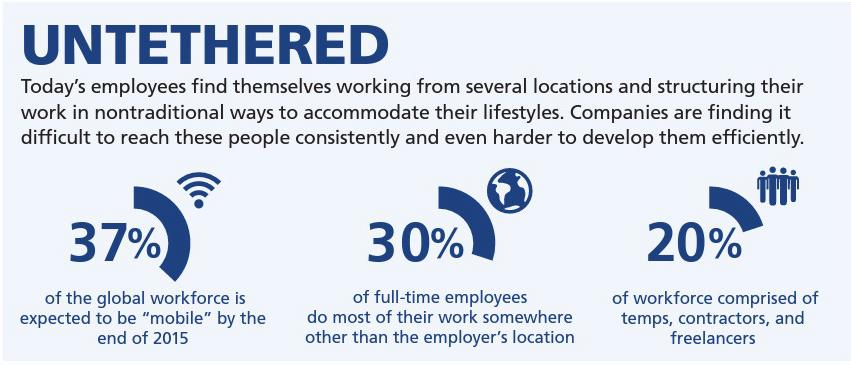 UNTETHERED
Today’s employees find themselves working from several locations and structuring their
work in nontraditional ways to accommodate their lifestyles. Companies are finding it
difficult to reach these people consistently and even harder to develop them efficiently.
37%
of the global workforce is
expected to be “mobile” by the
end of 2015
30%
of full-time employees
do most of their work somewhere
other than the employer’s location
20%
of workforce comprised of
temps, contractors, and
freelancers